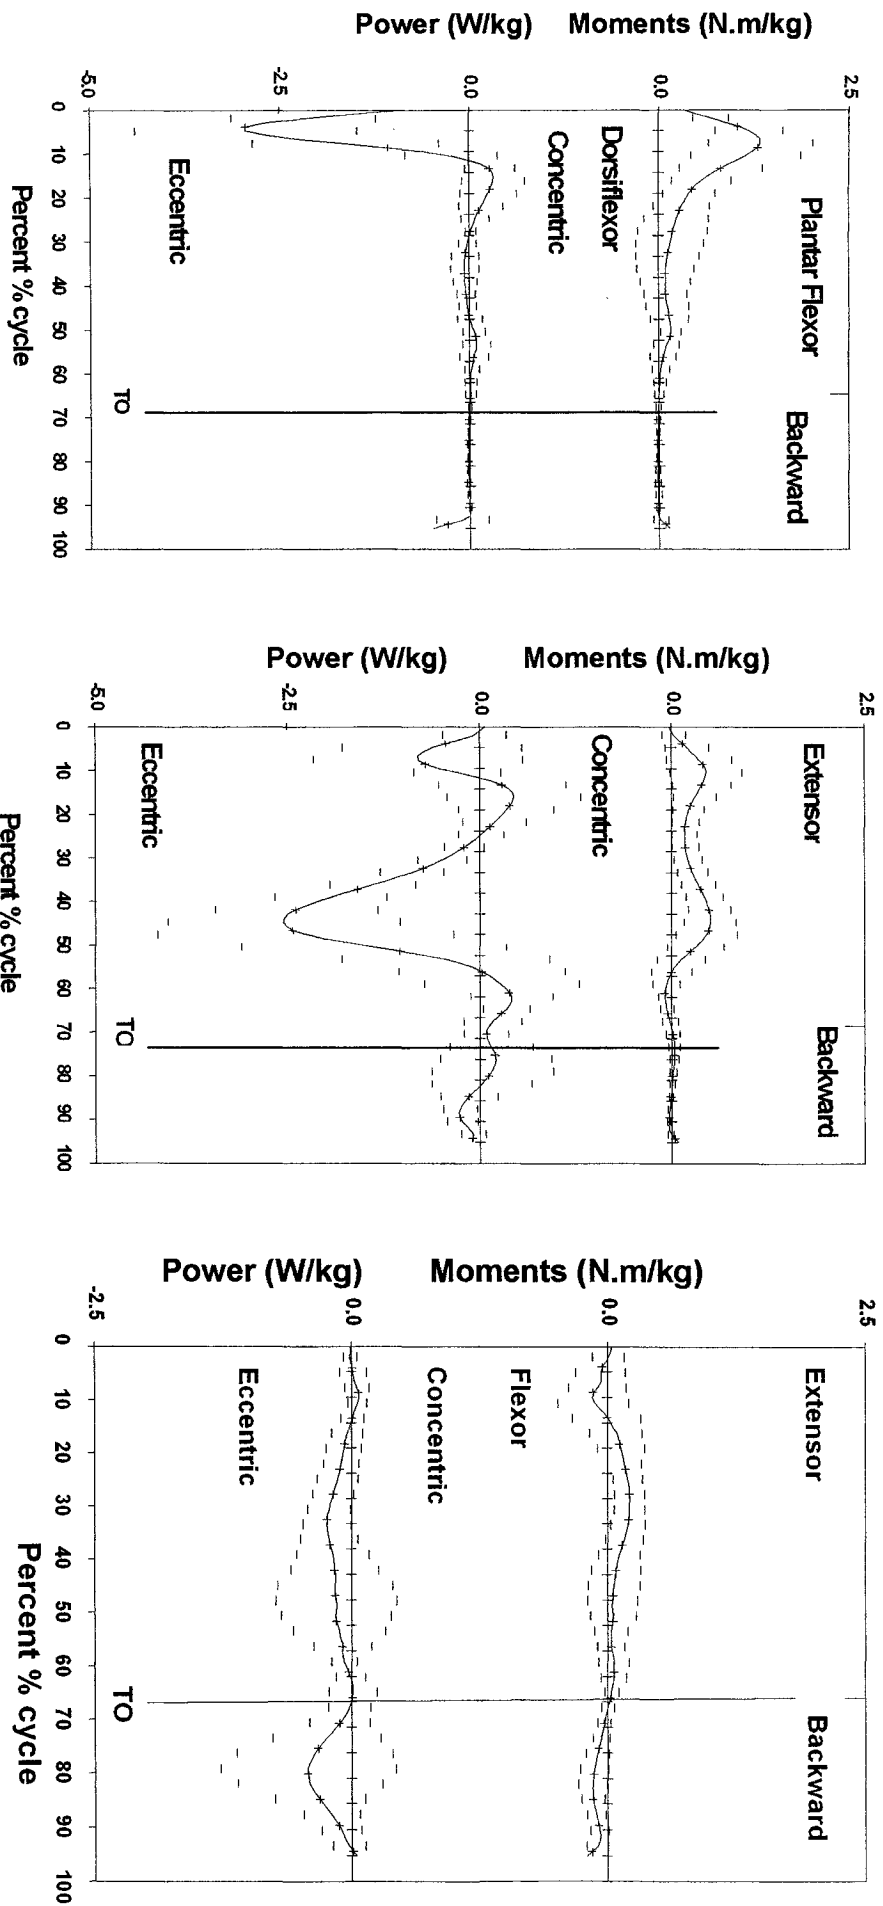 Power (W/kg) Moments (N.m/kg)
2.5
0.0
0.0
-2.5
-5.0
Plantar Flexor
Backward
Dorsiflexor
Concentric
Eccentric
TO
0 10 20 30 40 50 60 70 80 90 100
Percent % cycle
Power (W/kg) Moments (N.m/kg)
2.5
0.0
0.0
-2.5
-5.0
Extensor
Backward
Concentric
Eccentric
TO
0 10 20 30 40 50 60 70 80 90 100
Percent % cycle
Power (W/kg) Moments (N.m/kg)
2.5
0.0
0.0
-2.5
Extensor
Backward
Flexor
Concentric
Eccentric
TO
0 10 20 30 40 50 60 70 80 90 100
Percent % cycle